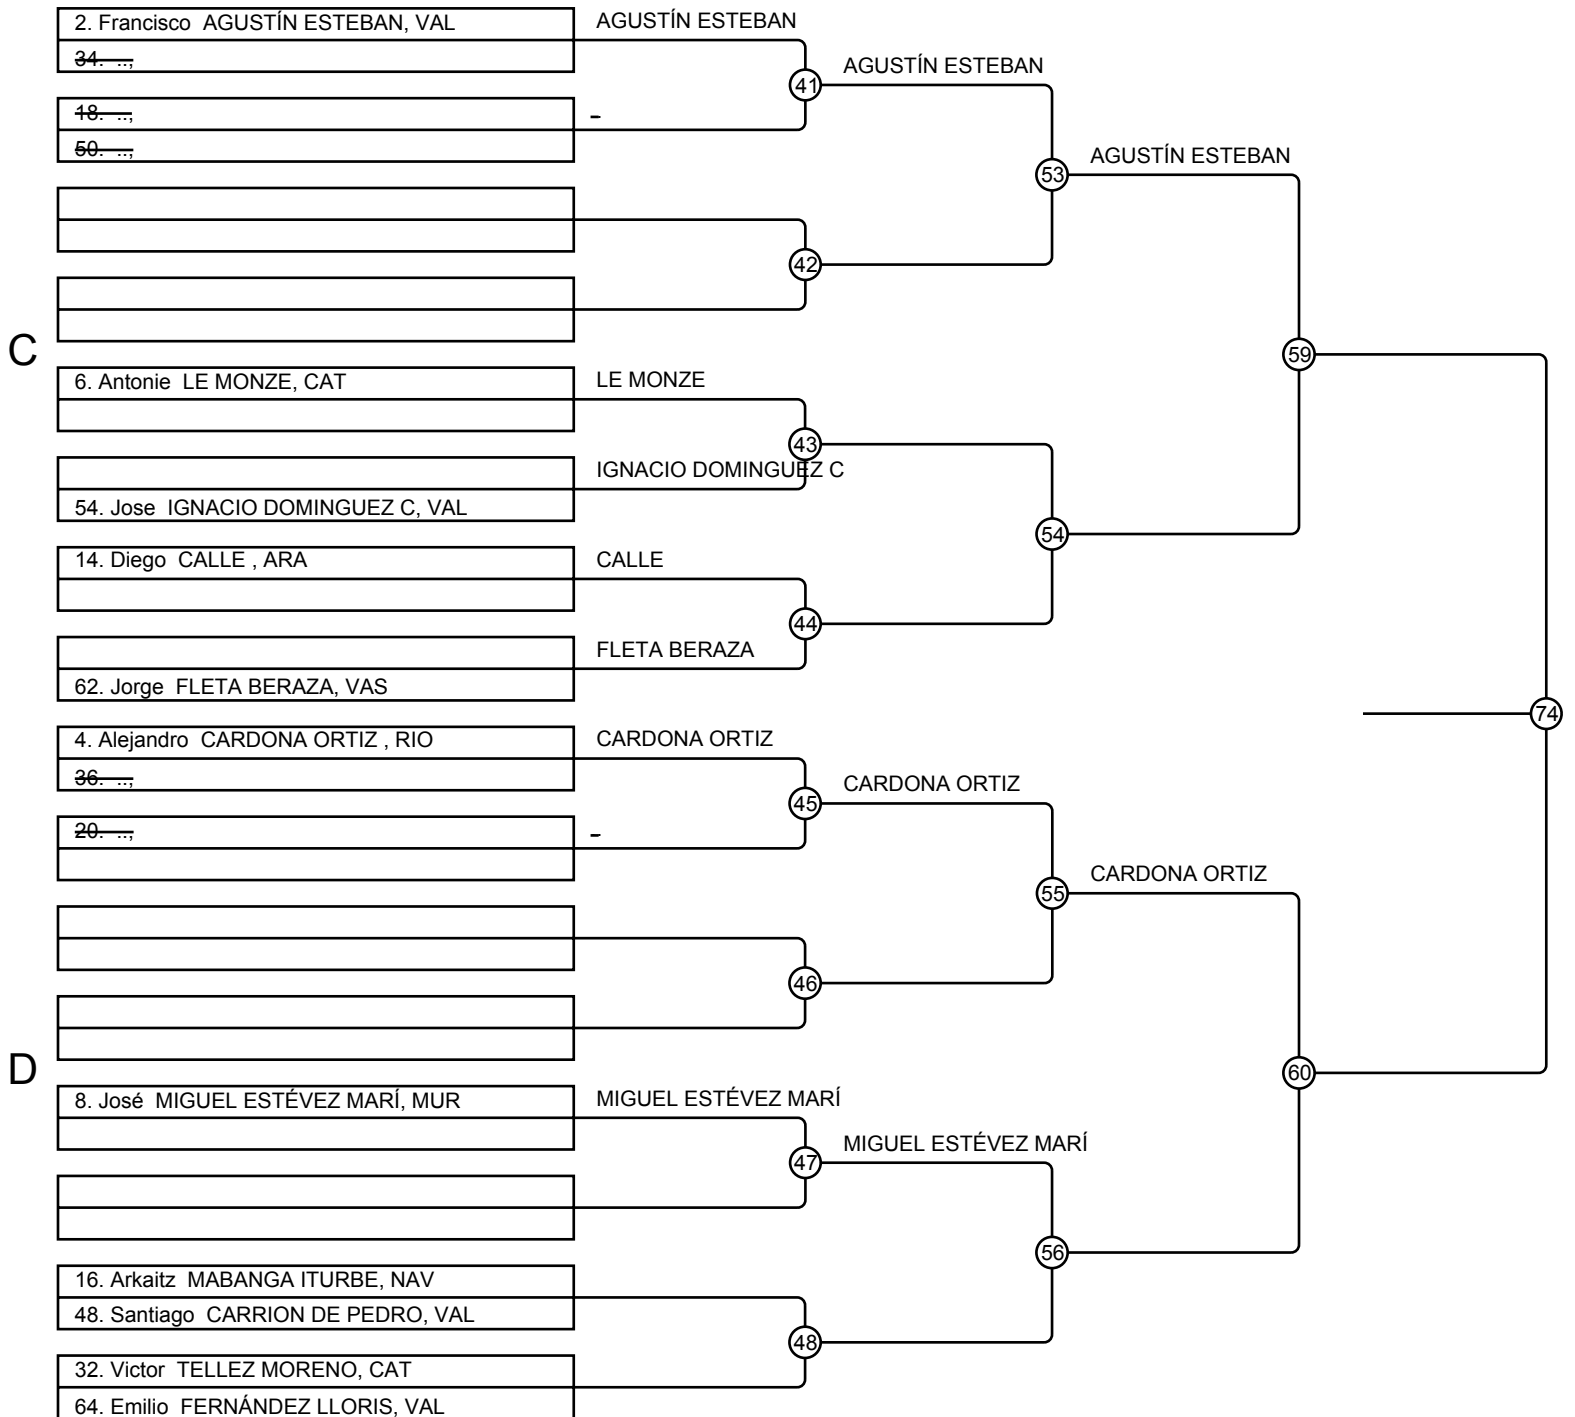 2. Francisco  AGUSTÍN ESTEBAN, VAL
AGUSTÍN ESTEBAN
34.  ..,
41
AGUSTÍN ESTEBAN
18.  ..,
-
50.  ..,
53
AGUSTÍN ESTEBAN
42
C
59
6. Antonie  LE MONZE, CAT
LE MONZE
43
IGNACIO DOMINGUEZ C
54. Jose  IGNACIO DOMINGUEZ C, VAL
54
14. Diego  CALLE , ARA
CALLE
44
FLETA BERAZA
62. Jorge  FLETA BERAZA, VAS
74
4. Alejandro  CARDONA ORTIZ , RIO
CARDONA ORTIZ
36.  ..,
45
CARDONA ORTIZ
20.  ..,
-
55
CARDONA ORTIZ
46
D
60
8. José  MIGUEL ESTÉVEZ MARÍ, MUR
MIGUEL ESTÉVEZ MARÍ
47
MIGUEL ESTÉVEZ MARÍ
56
16. Arkaitz  MABANGA ITURBE, NAV
48. Santiago  CARRION DE PEDRO, VAL
48
32. Victor  TELLEZ MORENO, CAT
64. Emilio  FERNÁNDEZ LLORIS, VAL